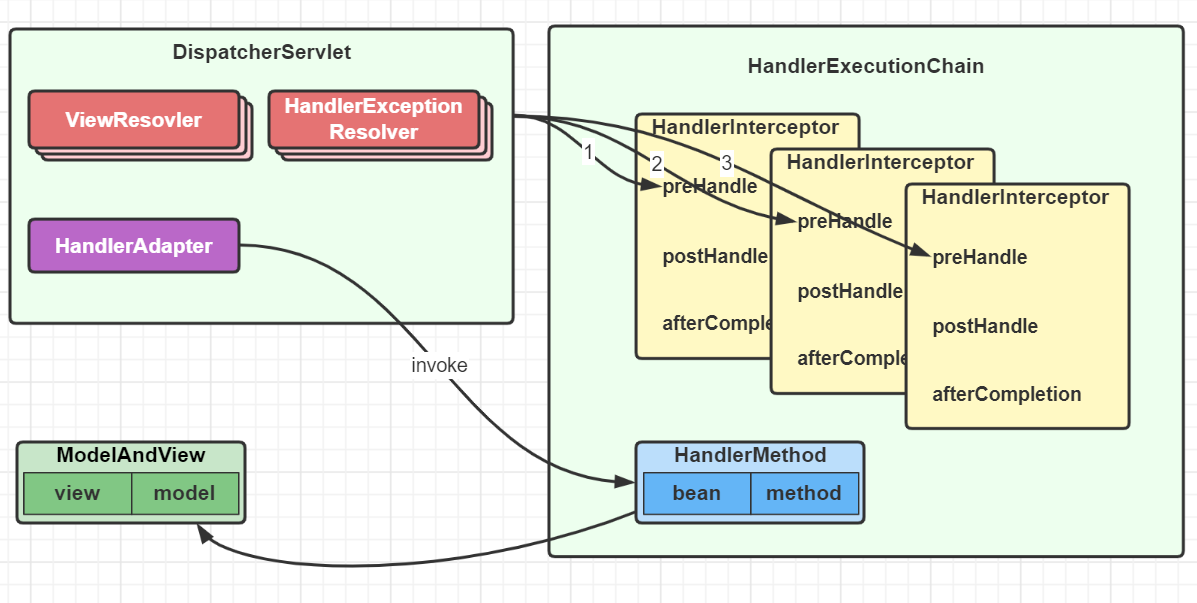 DispatcherServlet
ViewResovler
HandlerException
Resolver
HandlerAdapter
invoke
ModelAndView
view
model
HandlerExecutionChain
1
2
3
HandlerInterceptor
preHandle
postHandle
afterComple
HandlerInterceptor
preHandle
postHandle
afterComple
HandlerInterceptor
preHandle
postHandle
afterCompletion
HandlerMethod
bean
method